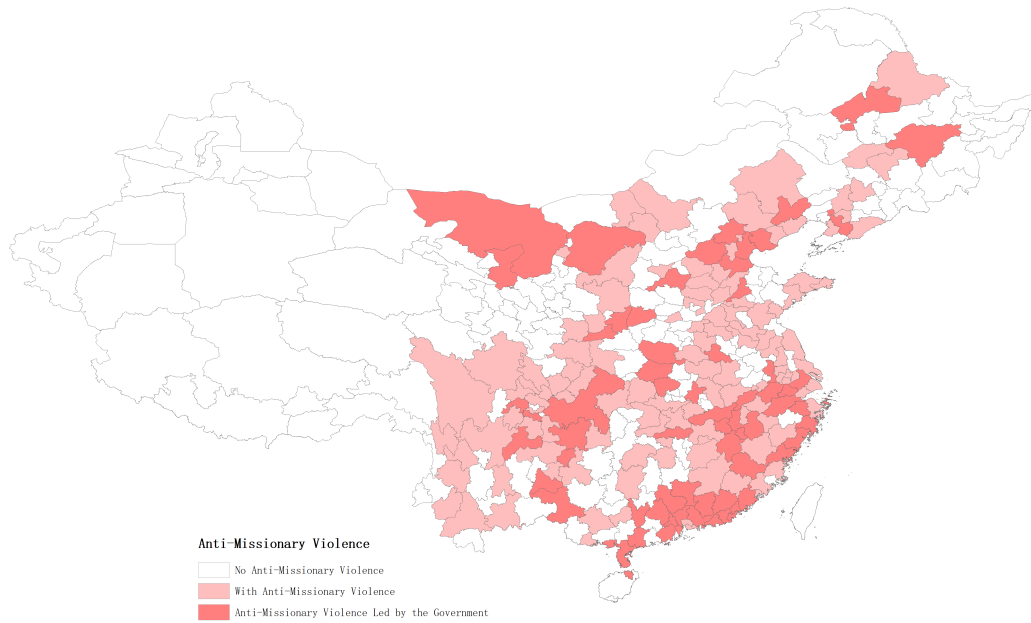 Anti-Missionary Violence
No Anti-Missionary Violence
With Anti-Missionary Violence
Anti-Missionary Violence Led by the Government